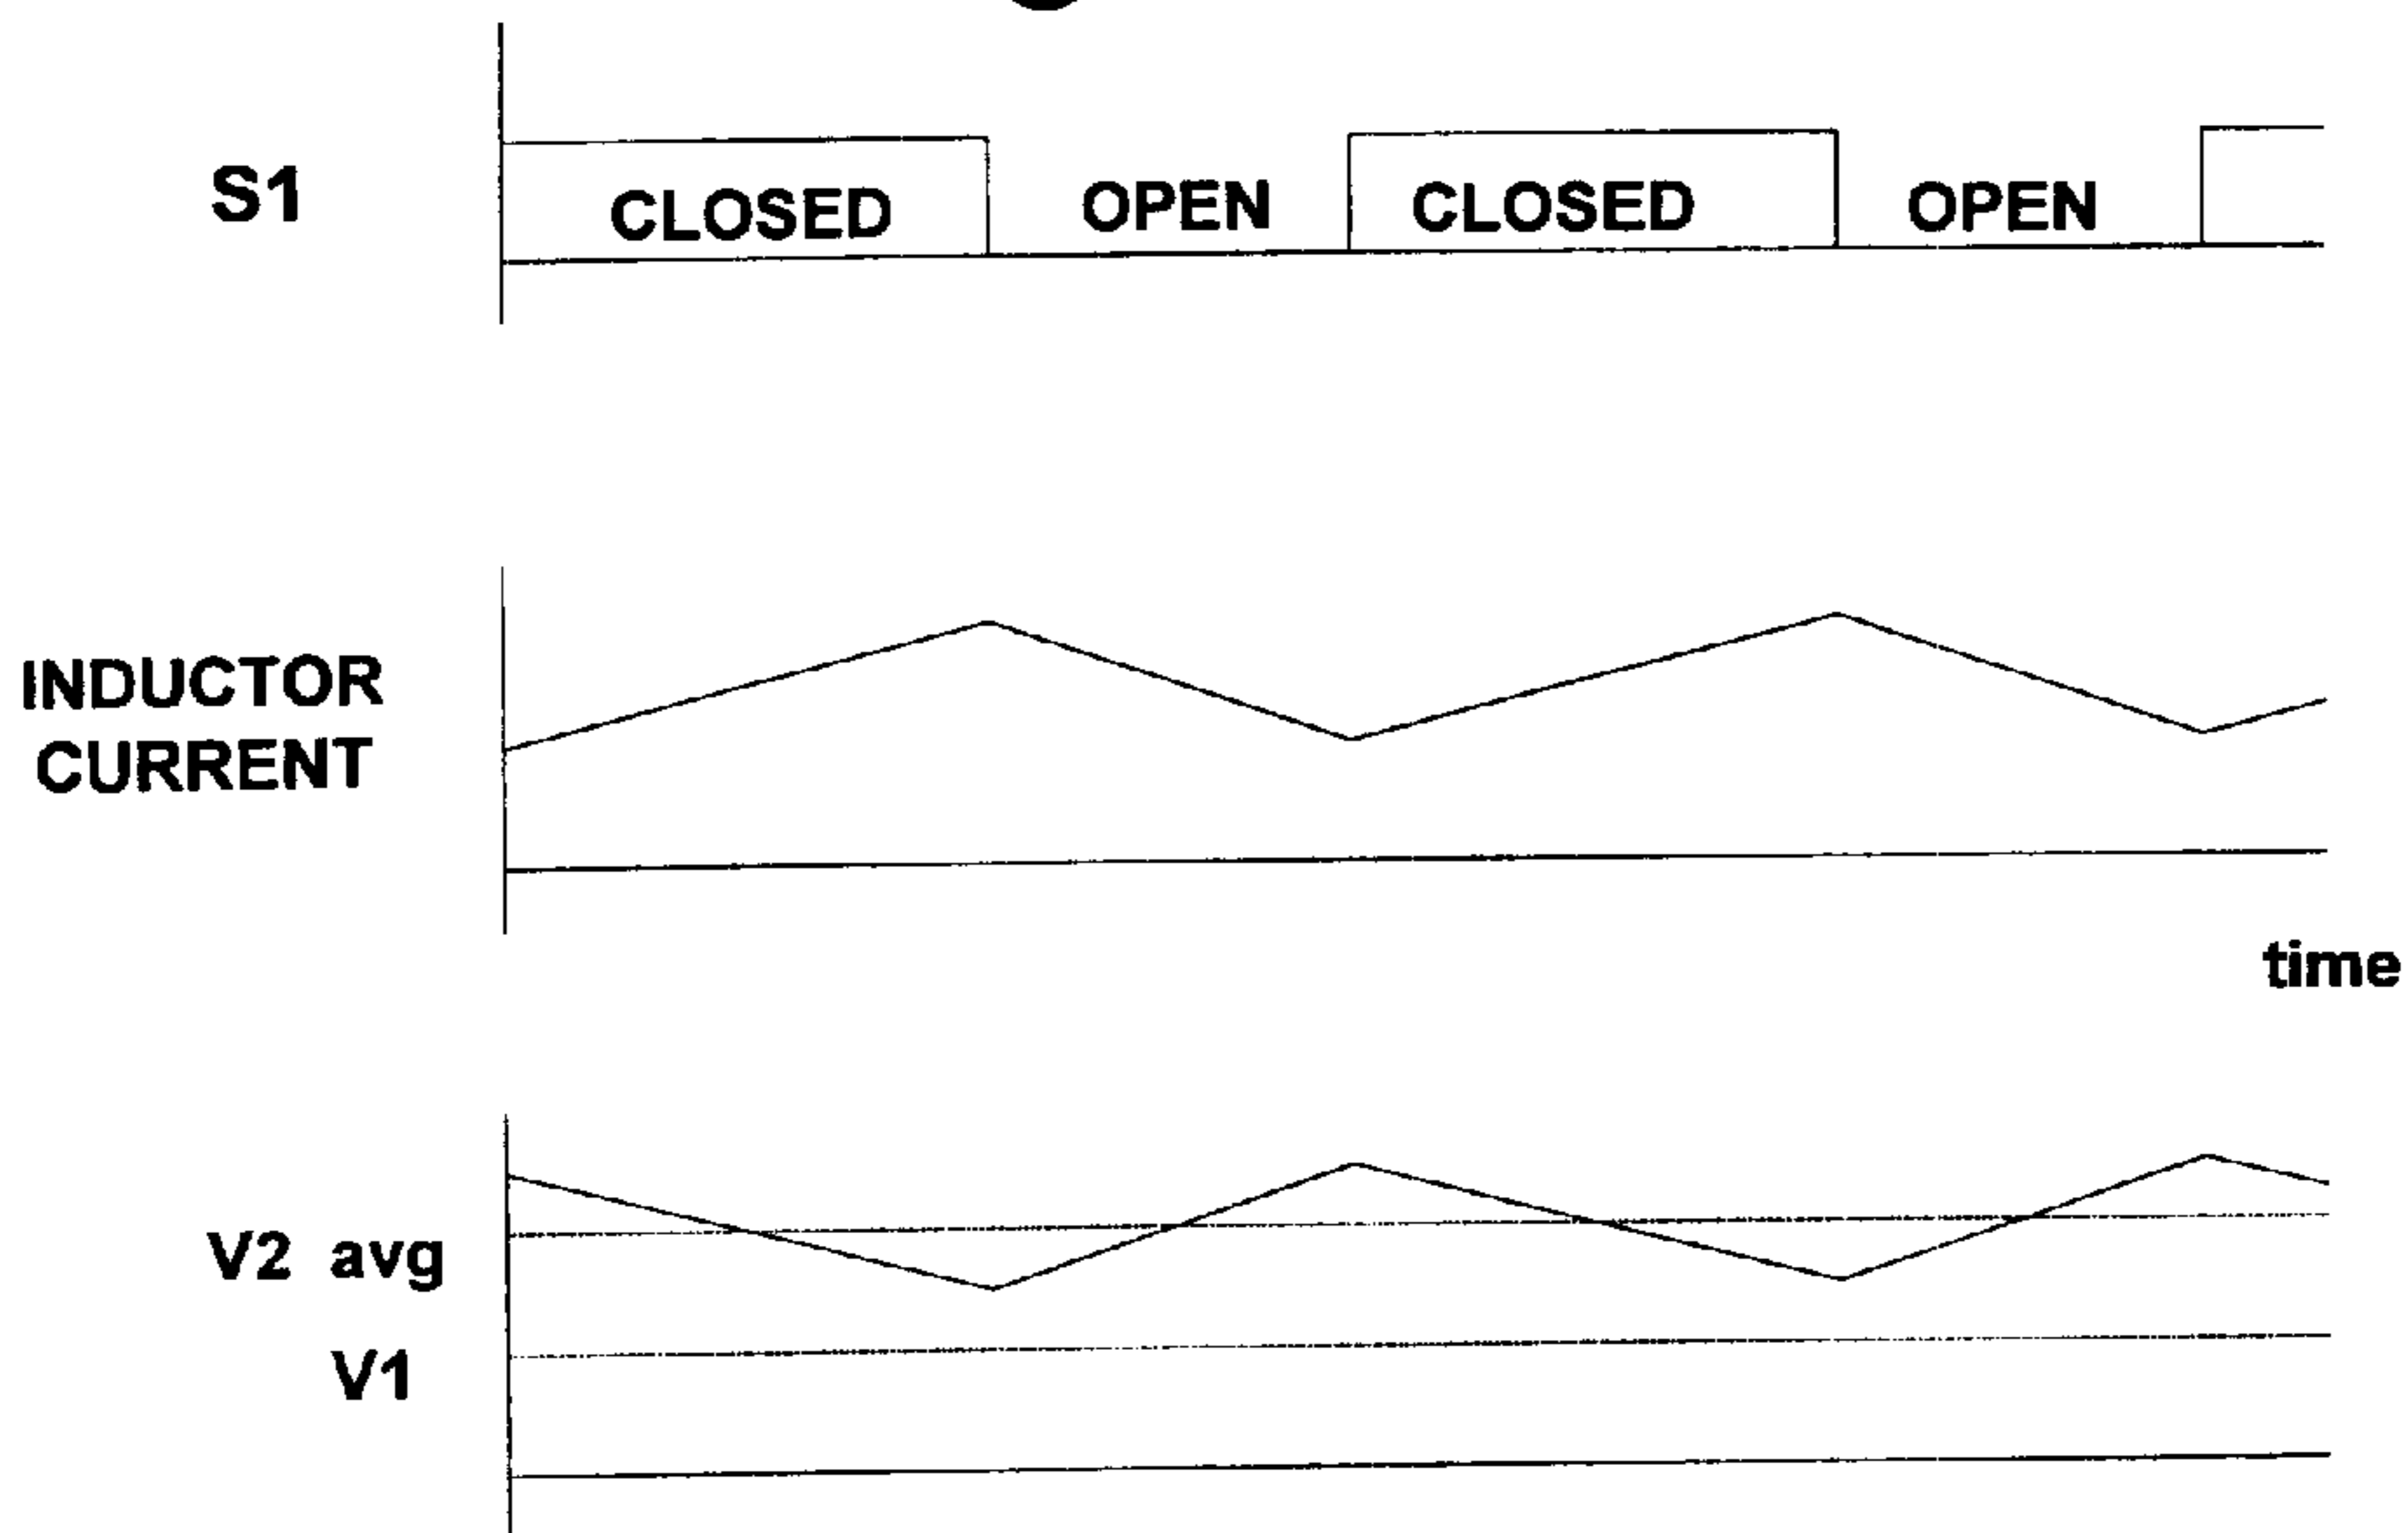 S1
CLOSED OPEN CLOSED OPEN
INDUCTOR
CURRENT
time
V2 avg
V1